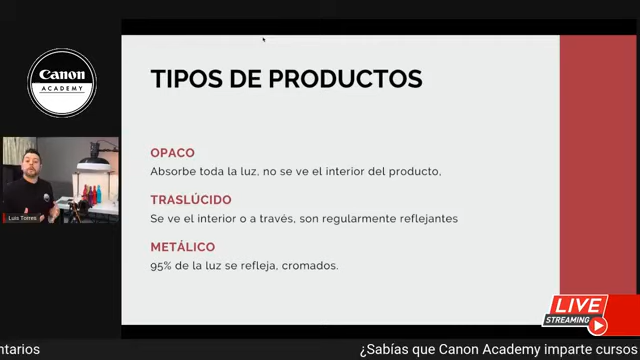 Canon
ACADEMY
Luis Torres
TIPOS DE PRODUCTOS
OPACO
Absorbe toda la luz, no se ve el interior del producto,
TRASLÚCIDO
Se ve el interior o a través, son regularmente reflejantes
METÁLICO
95% de la luz se refleja, cromados.
LIVE
STREAMING
ntarios
¿Sabías que Canon Academy imparte cursos